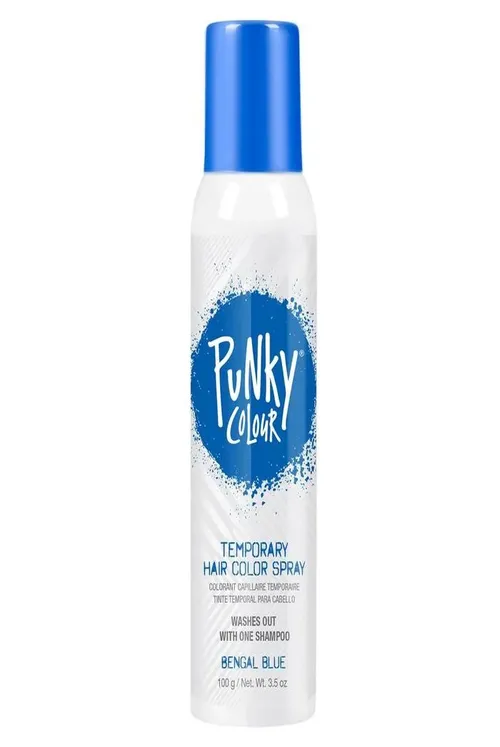 PUNKY®
COLOUR
TEMPORARY
HAIR COLOR SPRAY
COLORANT CAPILLAIRE TEMPORAIRE
TINTE TEMPORAL PARA CABELLO
WASHES OUT
WITH ONE SHAMPOO
BENGAL BLUE
100 g / Net. Wt. 3.5 oz